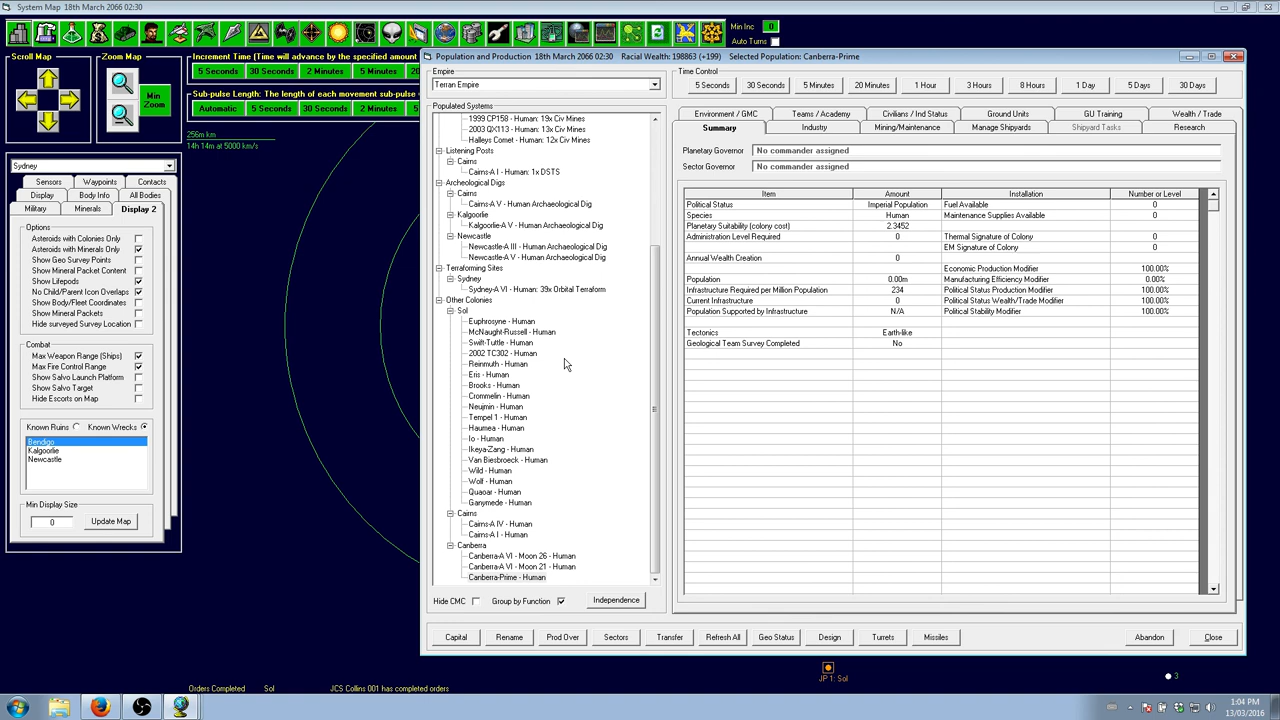 System Map  18th March 2066 02:30
Min Inc 0
Auto Turns
Scroll Map
Zoom Map
Min Zoom
Increment Time (Time will advance by the specified amount
5 Seconds 30 Seconds 2 Minutes 5 Minutes 20
Sub-pulse Length: The length of each movement sub-pulse
Automatic 5 Seconds 30 Seconds 2 Minutes 5
256m km
14h 14m at 5000 km/s
Sydney
Sensors Waypoints Contacts
Display Body Info All Bodies
Military Minerals Display 2
Options
Asteroids with Colonies Only
Asteroids with Minerals Only
Show Geo Survey Points
Show Mineral Packet Content
Show Lifepods
No Child/Parent Icon Overlaps
Show Body/Fleet Coordinates
Show Mineral Packets
Hide surveyed Survey Location
Combat
Max Weapon Range (Ships)
Max Fire Control Range
Show Salvo Launch Platform
Show Salvo Target
Hide Escorts on Map
Known Ruins Known Wrecks
Bendigo
Kalgoorlie
Newcastle
Min Display Size
0 Update Map
Population and Production  18th March 2066 02:30 Racial Wealth: 198863 (+199) Selected Population: Canberra-Prime
Empire
Terran Empire
Populated Systems
1999 CP158 - Human: 19x Civ Mines
2003 QX113 - Human: 13x Civ Mines
Halleys Comet - Human: 12x Civ Mines
Listening Posts
Cairns
Cairns-A I - Human: 1x DSTS
Archeological Digs
Cairns
Cairns-A V - Human Archaeological Dig
Kalgoorlie
Kalgoorlie-A V - Human Archaeological Dig
Newcastle
Newcastle-A III - Human Archaeological Dig
Newcastle-A V - Human Archaeological Dig
Terraforming Sites
Sydney
Sydney-A VI - Human: 39x Orbital Terraform
Other Colonies
Sol
Euphrosyne - Human
McNaught-Russell - Human
Swift-Tuttle - Human
2002 TC302 - Human
Reinmuth - Human
Eris - Human
Brooks - Human
Crommelin - Human
Neujmin - Human
Tempel 1 - Human
Haumea - Human
Io - Human
Ikeya-Zang - Human
Van Biesbroeck - Human
Wild - Human
Wolf - Human
Quaoar - Human
Ganymede - Human
Cairns
Cairns-A IV - Human
Cairns-A I - Human
Canberra
Canberra-A VI - Moon 26 - Human
Canberra-A VI - Moon 21 - Human
Canberra-Prime - Human
Hide CMC Group by Function Independence
Time Control
5 Seconds 30 Seconds 5 Minutes 20 Minutes 1 Hour 3 Hours 8 Hours 1 Day 5 Days 30 Days
Environment / GMC Teams / Academy Civilians / Ind Status Ground Units GU Training Wealth / Trade
Summary Industry Mining/Maintenance Manage Shipyards Shipyard Tasks Research
Planetary Governor No commander assigned
Sector Governor No commander assigned
Item Amount Installation Number or Level
Political Status Imperial Population Fuel Available 0
Species Human Maintenance Supplies Available 0
Planetary Suitability (colony cost) 2.3452
Administration Level Required 0 Thermal Signature of Colony 0
EM Signature of Colony 0
Annual Wealth Creation 0
Economic Production Modifier 100.00%
Population 0.00m Manufacturing Efficiency Modifier 0.00%
Infrastructure Required per Million Population 234 Political Status Production Modifier 100.00%
Current Infrastructure 0 Political Status Wealth/Trade Modifier 100.00%
Population Supported by Infrastructure N/A Political Stability Modifier 100.00%
Tectonics Earth-like
Geological Team Survey Completed No
Capital Rename Prod Over Sectors Transfer Refresh All Geo Status Design Turrets Missiles Abandon Close
JP 1: Sol
3
Orders Completed Sol JCS Collins 001 has completed orders
1:04 PM
13/03/2016